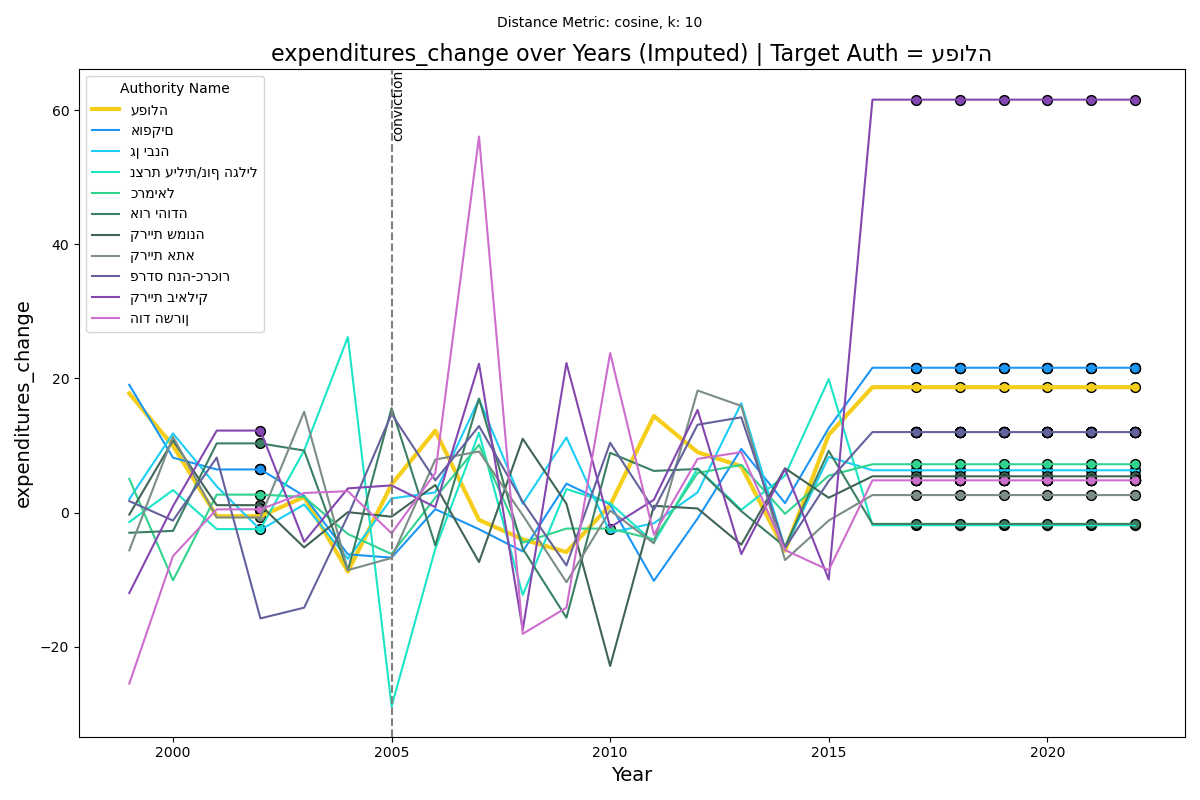 Distance Metric: cosine, k: 10
expenditures_change over Years (Imputed) | Target Auth = עפולה
conviction
Authority Name
עפולה
אופקים
גן יבנה
נצרת עילית/נוף הגליל
כרמיאל
אור יהודה
קריית שמונה
קריית אתא
פרדס חנה-כרכור
קריית ביאליק
הוד השרון
60
40
20
0
−20
expenditures_change
2000 2005 2010 2015 2020
Year